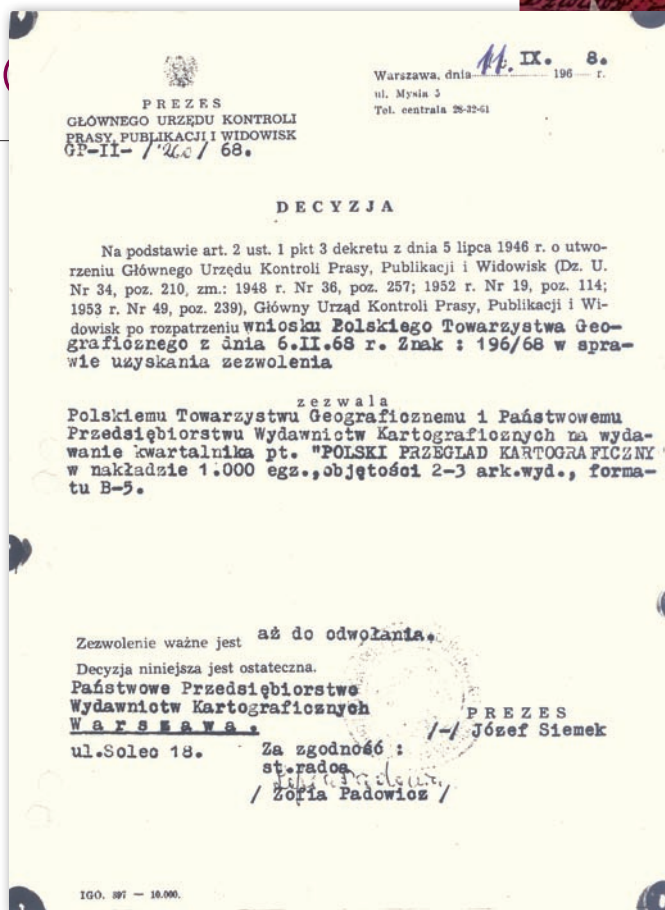 Warszawa, dnia 11. IX. 196 8. r.
ul. Mysia 5
Tel. centrala 28-32-61
PREZES
GŁÓWNEGO URZĘDU KONTROLI
PRASY, PUBLIKACJI I WIDOWISK
GP-II- /260/ 68.
DECYZJA
Na podstawie art. 2 ust. 1 pkt 3 dekretu z dnia 5 lipca 1946 r. o utwo-
rzeniu Głównego Urzędu Kontroli Prasy, Publikacji i Widowisk (Dz. U.
Nr 34, poz. 210, zm.: 1948 r. Nr 36, poz. 257; 1952 r. Nr 19, poz. 114;
1953 r. Nr 49, poz. 239), Główny Urząd Kontroli Prasy, Publikacji i Wi-
dowisk po rozpatrzeniu wniosku Polskiego Towarzystwa Geo-
graficznego z dnia 6.II.68 r. Znak : 196/68 w spra-
wie uzyskania zezwolenia
zezwala
Polskiemu Towarzystwu Geograficznemu i Państwowemu
Przedsiębiorstwu Wydawnictw Kartograficznych na wyda-
wanie kwartalnika pt. "POLSKI PRZEGLAD KARTOGRAFICZNY "
w nakładzie 1.000 egz.,objętości 2-3 ark.wyd., forma-
tu B-5.
Zezwolenie ważne jest aż do odwołania.
Decyzja niniejsza jest ostateczna.
Państwowe Przedsiębiorstwo
Wydawnictw Kartograficznych
Warszawa.
ul.Solec 18.
PREZES
/-/ Józef Siemek
Za zgodność :
st.radca
/ Zofia Padowicz /
IGO. 897 — 10.000.